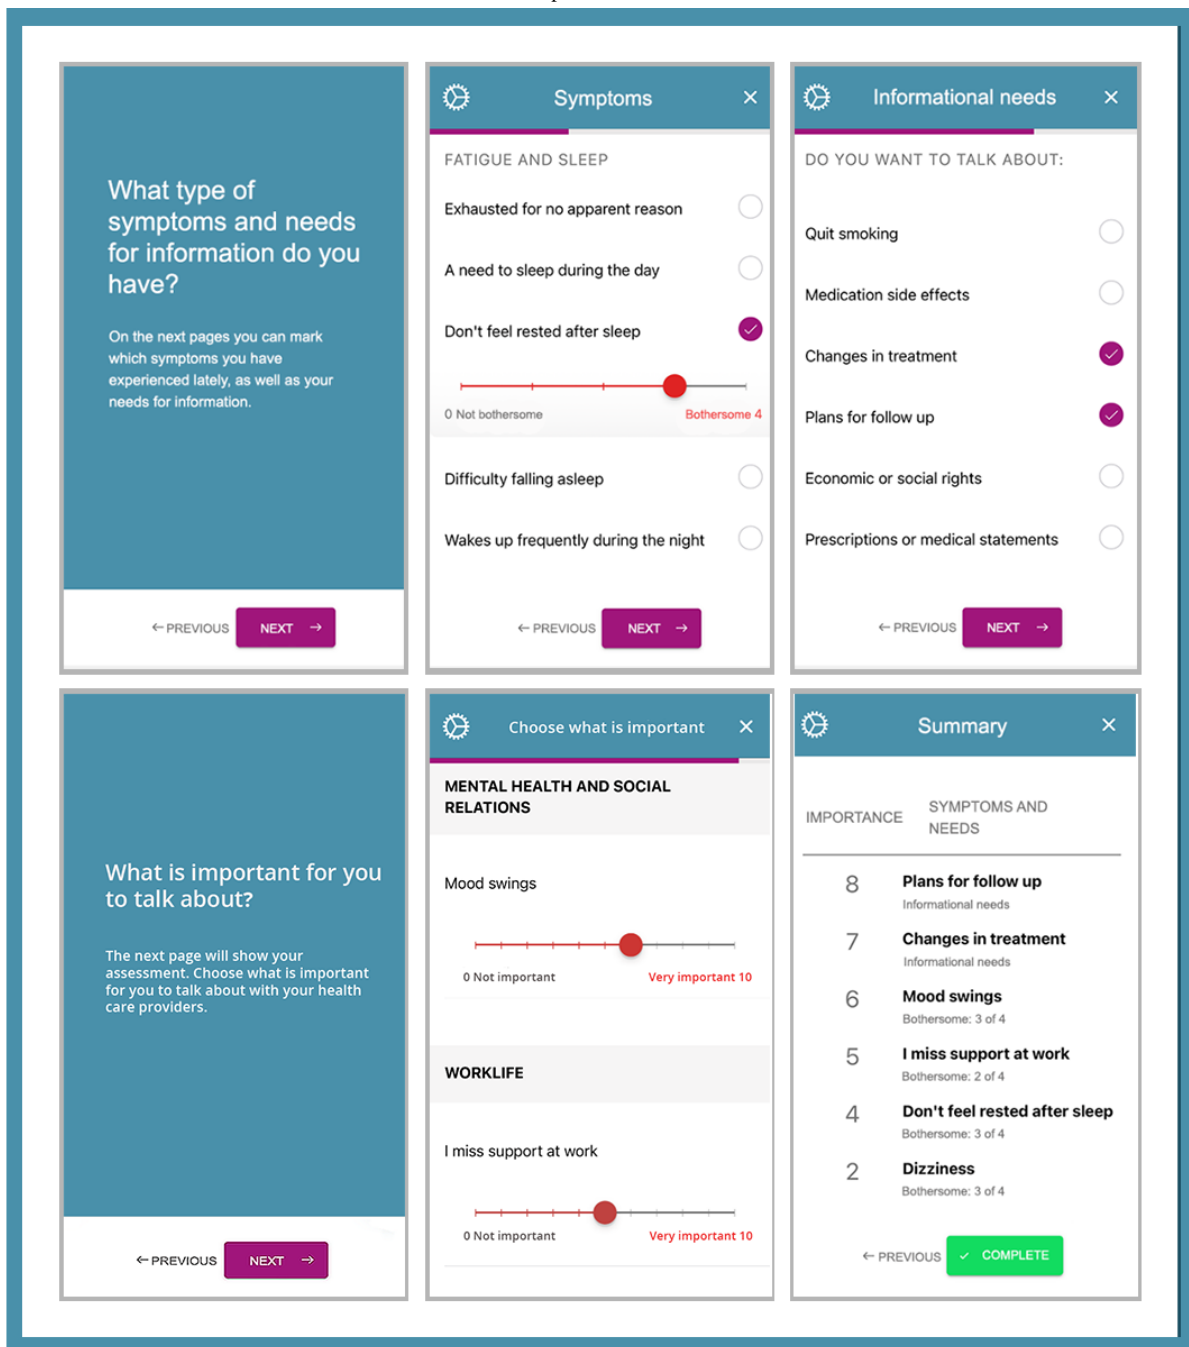 What type of
symptoms and needs
for information do you
have?
On the next pages you can mark
which symptoms you have
experienced lately, as well as your
needs for information.
← PREVIOUS NEXT →
Symptoms ×
FATIGUE AND SLEEP
Exhausted for no apparent reason
A need to sleep during the day
Don't feel rested after sleep
0 Not bothersome Bothersome 4
Difficulty falling asleep
Wakes up frequently during the night
← PREVIOUS NEXT →
Informational needs ×
DO YOU WANT TO TALK ABOUT:
Quit smoking
Medication side effects
Changes in treatment
Plans for follow up
Economic or social rights
Prescriptions or medical statements
← PREVIOUS NEXT →
What is important for you
to talk about?
The next page will show your
assessment. Choose what is important
for you to talk about with your health
care providers.
← PREVIOUS NEXT →
Choose what is important ×
MENTAL HEALTH AND SOCIAL
RELATIONS
Mood swings
0 Not important Very important 10
WORKLIFE
I miss support at work
0 Not important Very important 10
Summary ×
IMPORTANCE SYMPTOMS AND
NEEDS
8 Plans for follow up
Informational needs
7 Changes in treatment
Informational needs
6 Mood swings
Bothersome: 3 of 4
5 I miss support at work
Bothersome: 2 of 4
4 Don't feel rested after sleep
Bothersome: 3 of 4
2 Dizziness
Bothersome: 3 of 4
← PREVIOUS ✓ COMPLETE